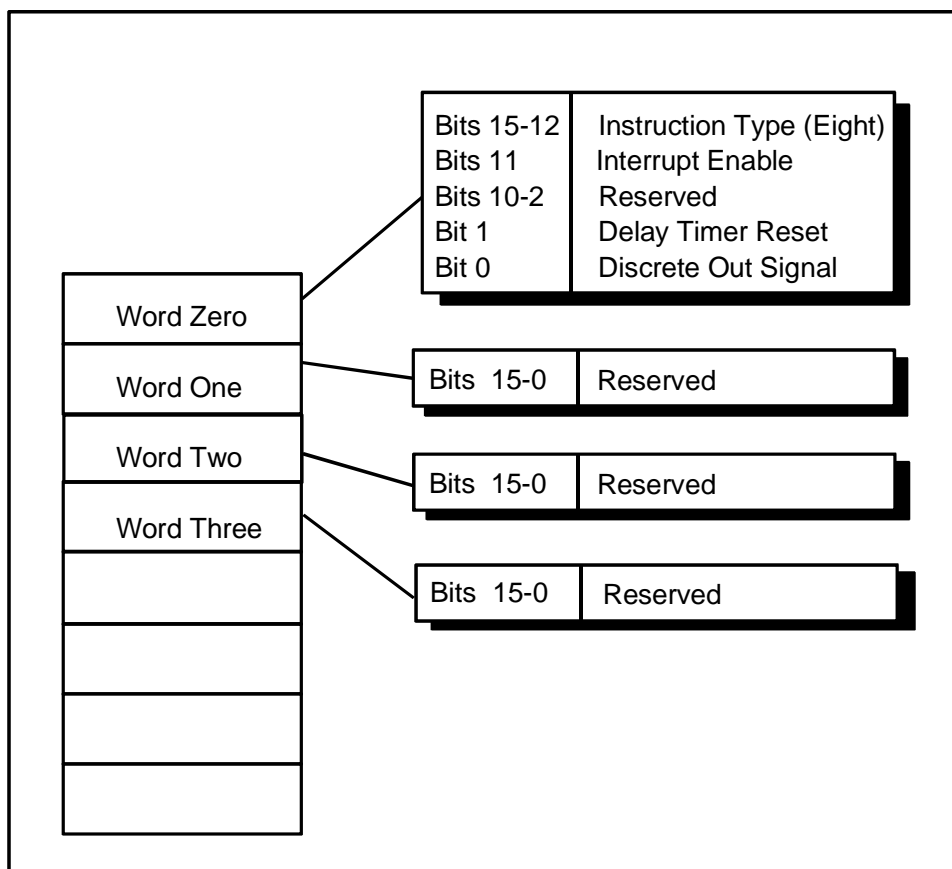 Bits 15-12 Instruction Type (Eight)
Bits 11 Interrupt Enable
Bits 10-2 Reserved
Bit 1 Delay Timer Reset
Bit 0 Discrete Out Signal
Word Zero
Word One
Bits 15-0 Reserved
Word Two
Bits 15-0 Reserved
Word Three
Bits 15-0 Reserved